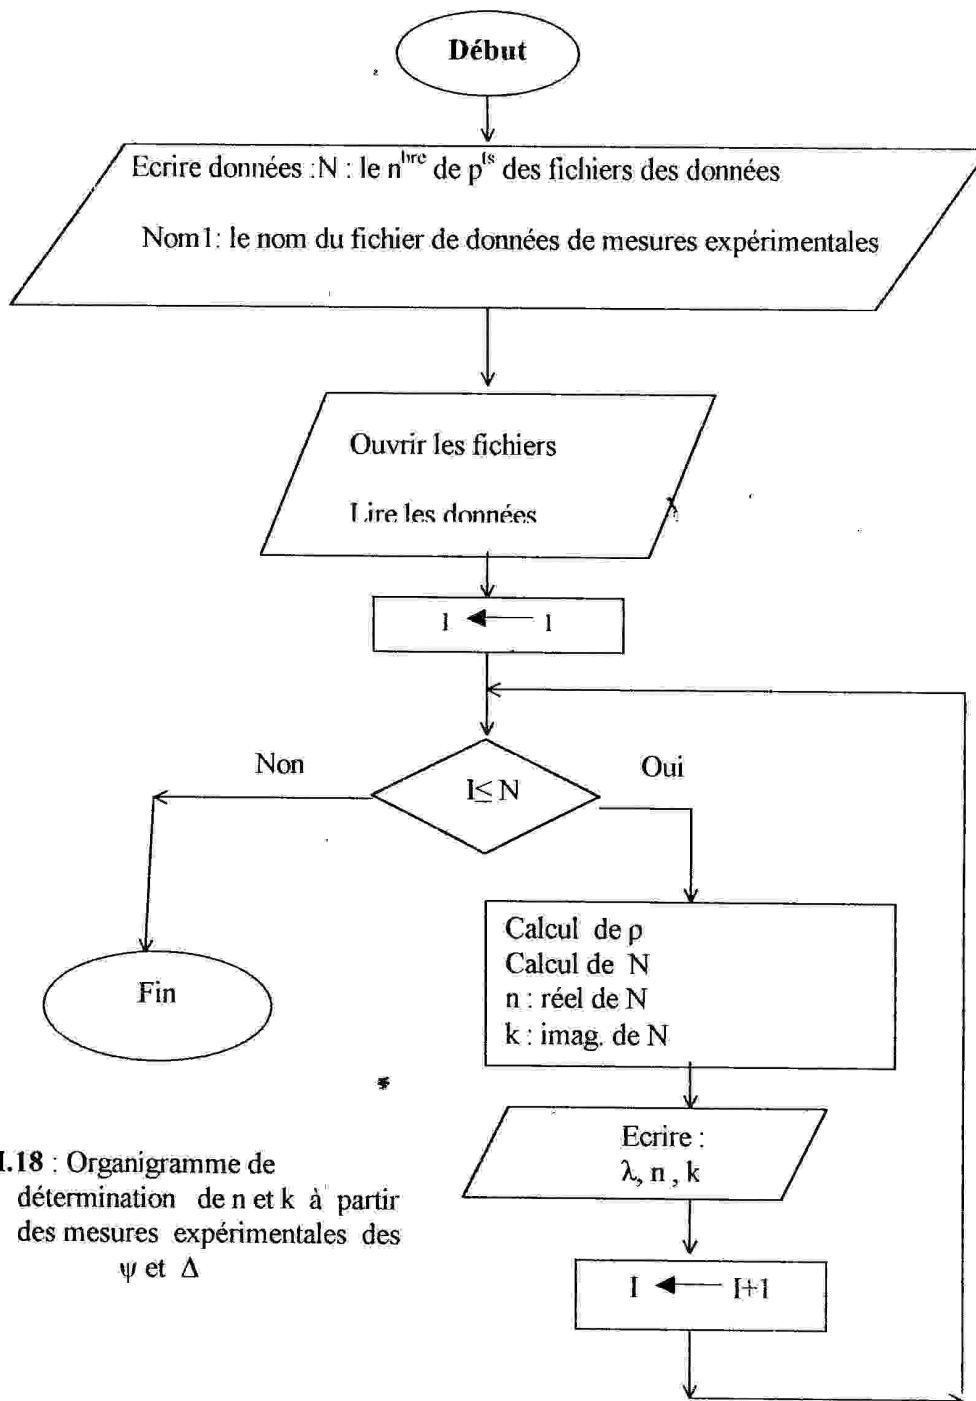 Début
Ecrire données :N : le nbre de pts des fichiers des données
Nom1: le nom du fichier de données de mesures expérimentales
Ouvrir les fichiers
Lire les données
I ← 1
I≤ N
Non
Oui
Calcul de ρ
Calcul de N
n : réel de N
k : imag. de N
Fin
Ecrire :
λ, n , k
I ← I+1
I.18 : Organigramme de
détermination de n et k à partir
des mesures expérimentales des
ψ et Δ